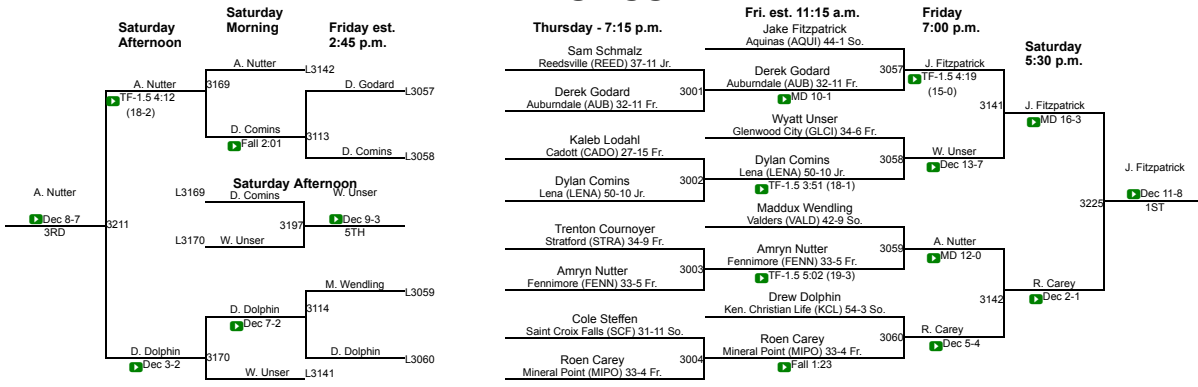 Saturday
Afternoon
Saturday
Morning
Friday est.
2:45 p.m.
A. Nutter
L3142
A. Nutter
3169
TF-1.5 4:12
(18-2)
D. Godard
L3057
D. Comins
3113
Fall 2:01
D. Comins
L3058
Saturday Afternoon
A. Nutter
Dec 8-7
3RD
3211
L3169
D. Comins
W. Unser
3197
Dec 9-3
5TH
L3170
W. Unser
M. Wendling
L3059
D. Dolphin
3114
Dec 7-2
D. Dolphin
L3060
D. Dolphin
3170
Dec 3-2
W. Unser
L3141
Thursday - 7:15 p.m.
Fri. est. 11:15 a.m.
Friday
7:00 p.m.
Saturday
5:30 p.m.
Sam Schmalz
Reedsville (REED) 37-11 Jr.
Derek Godard
Auburndale (AUB) 32-11 Fr.
3001
Kaleb Lodahl
Cadott (CADO) 27-15 Fr.
Dylan Comins
Lena (LENA) 50-10 Jr.
3002
Trenton Cournoyer
Stratford (STRA) 34-9 Fr.
Amryn Nutter
Fennimore (FENN) 33-5 Fr.
3003
Cole Steffen
Saint Croix Falls (SCF) 31-11 So.
Roen Carey
Mineral Point (MIPO) 33-4 Fr.
3004
Jake Fitzpatrick
Aquinas (AQUI) 44-1 So.
Derek Godard
Auburndale (AUB) 32-11 Fr.
MD 10-1
3057
Wyatt Unser
Glenwood City (GLCI) 34-6 Fr.
Dylan Comins
Lena (LENA) 50-10 Jr.
TF-1.5 3:51 (18-1)
3058
Maddux Wendling
Valders (VALD) 42-9 So.
Amryn Nutter
Fennimore (FENN) 33-5 Fr.
TF-1.5 5:02 (19-3)
3059
Drew Dolphin
Ken. Christian Life (KCL) 54-3 So.
Roen Carey
Mineral Point (MIPO) 33-4 Fr.
Fall 1:23
3060
J. Fitzpatrick
TF-1.5 4:19
(15-0)
3141
W. Unser
Dec 13-7
A. Nutter
MD 12-0
3142
R. Carey
Dec 5-4
J. Fitzpatrick
MD 16-3
3225
R. Carey
Dec 2-1
J. Fitzpatrick
Dec 11-8
1ST